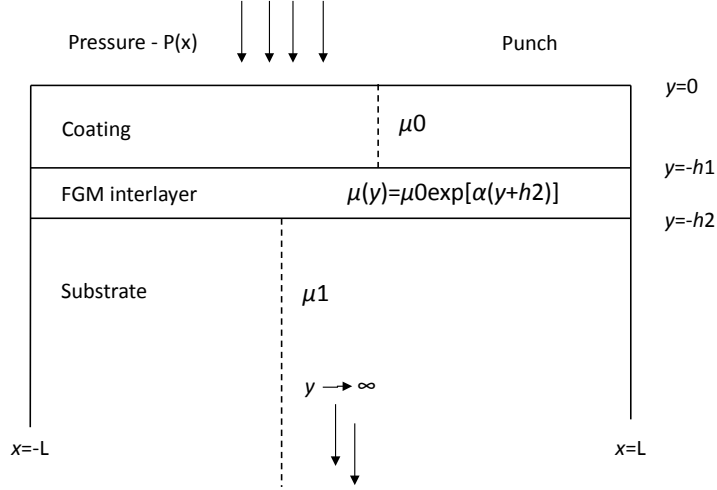 Pressure - P(x)
Punch
y=0
Coating
μ0
y=-h1
FGM interlayer
μ(y)=μ0exp[α(y+h2)]
y=-h2
Substrate
μ1
y → ∞
x=-L
x=L